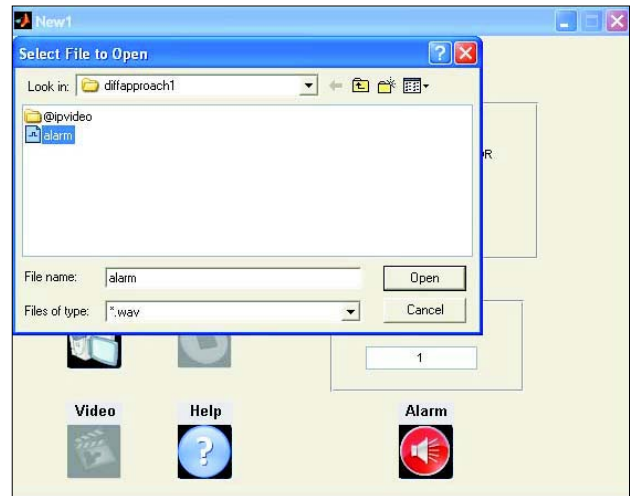 New1
Select File to Open
Look in: diffapproach1
@ipvideo
alarm
File name: alarm Open
Files of type: *.wav Cancel
1
Video Help Alarm